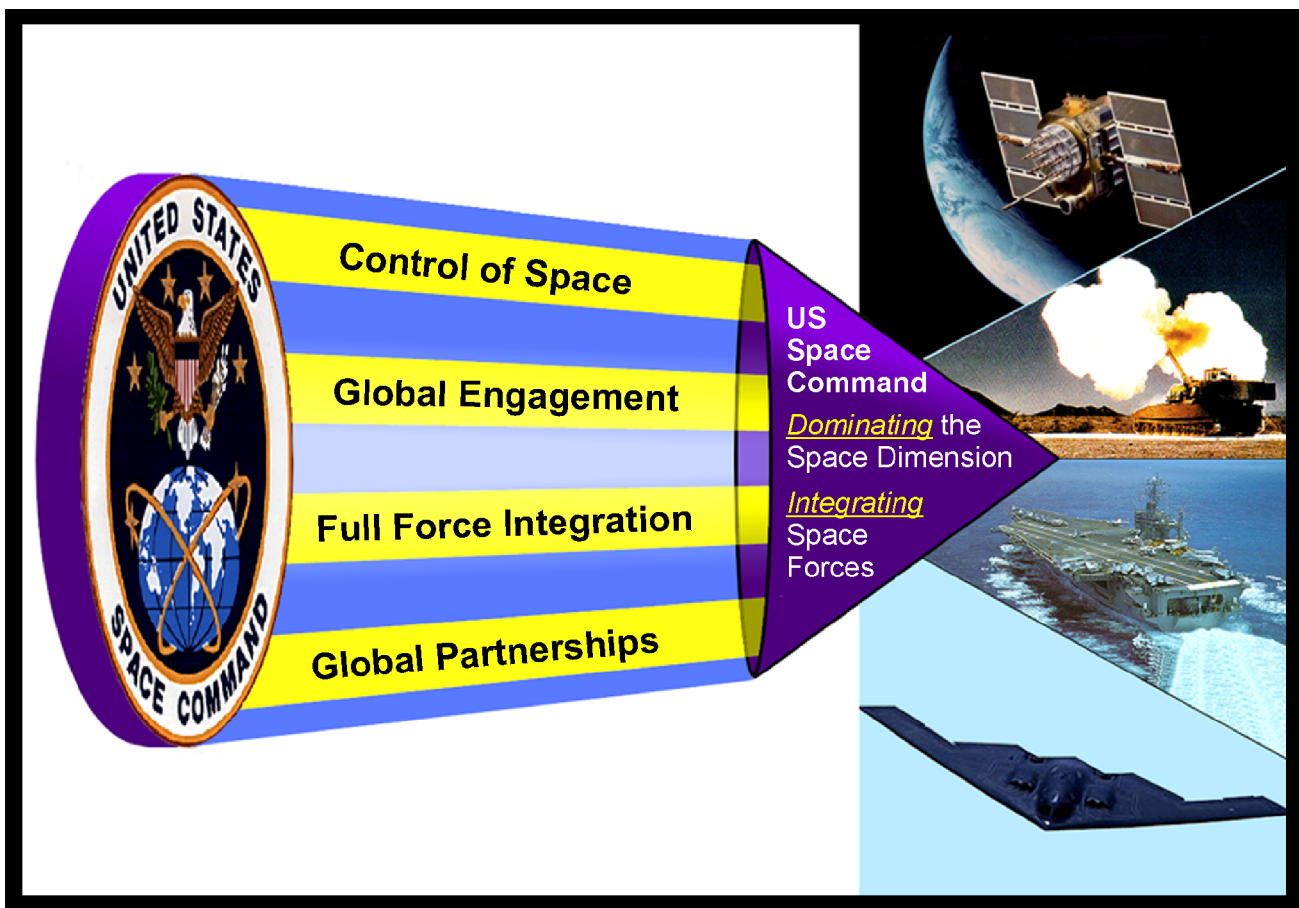 UNITED STATES
SPACE COMMAND
Control of Space
Global Engagement
Full Force Integration
Global Partnerships
US
Space
Command
Dominating the
Space Dimension
Integrating
Space
Forces